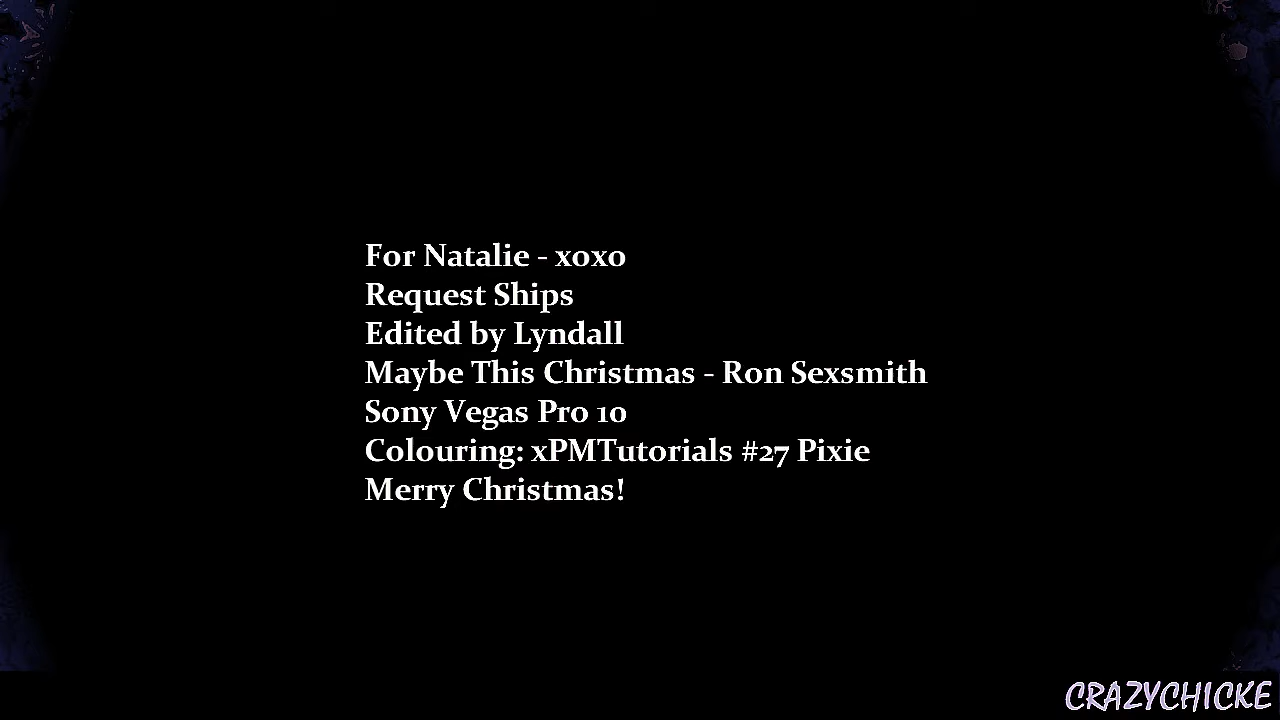 For Natalie - xoxo
Request Ships
Edited by Lyndall
Maybe This Christmas - Ron Sexsmith
Sony Vegas Pro 10
Colouring: xPMTutorials #27 Pixie
Merry Christmas!
CRAZYCHICKE